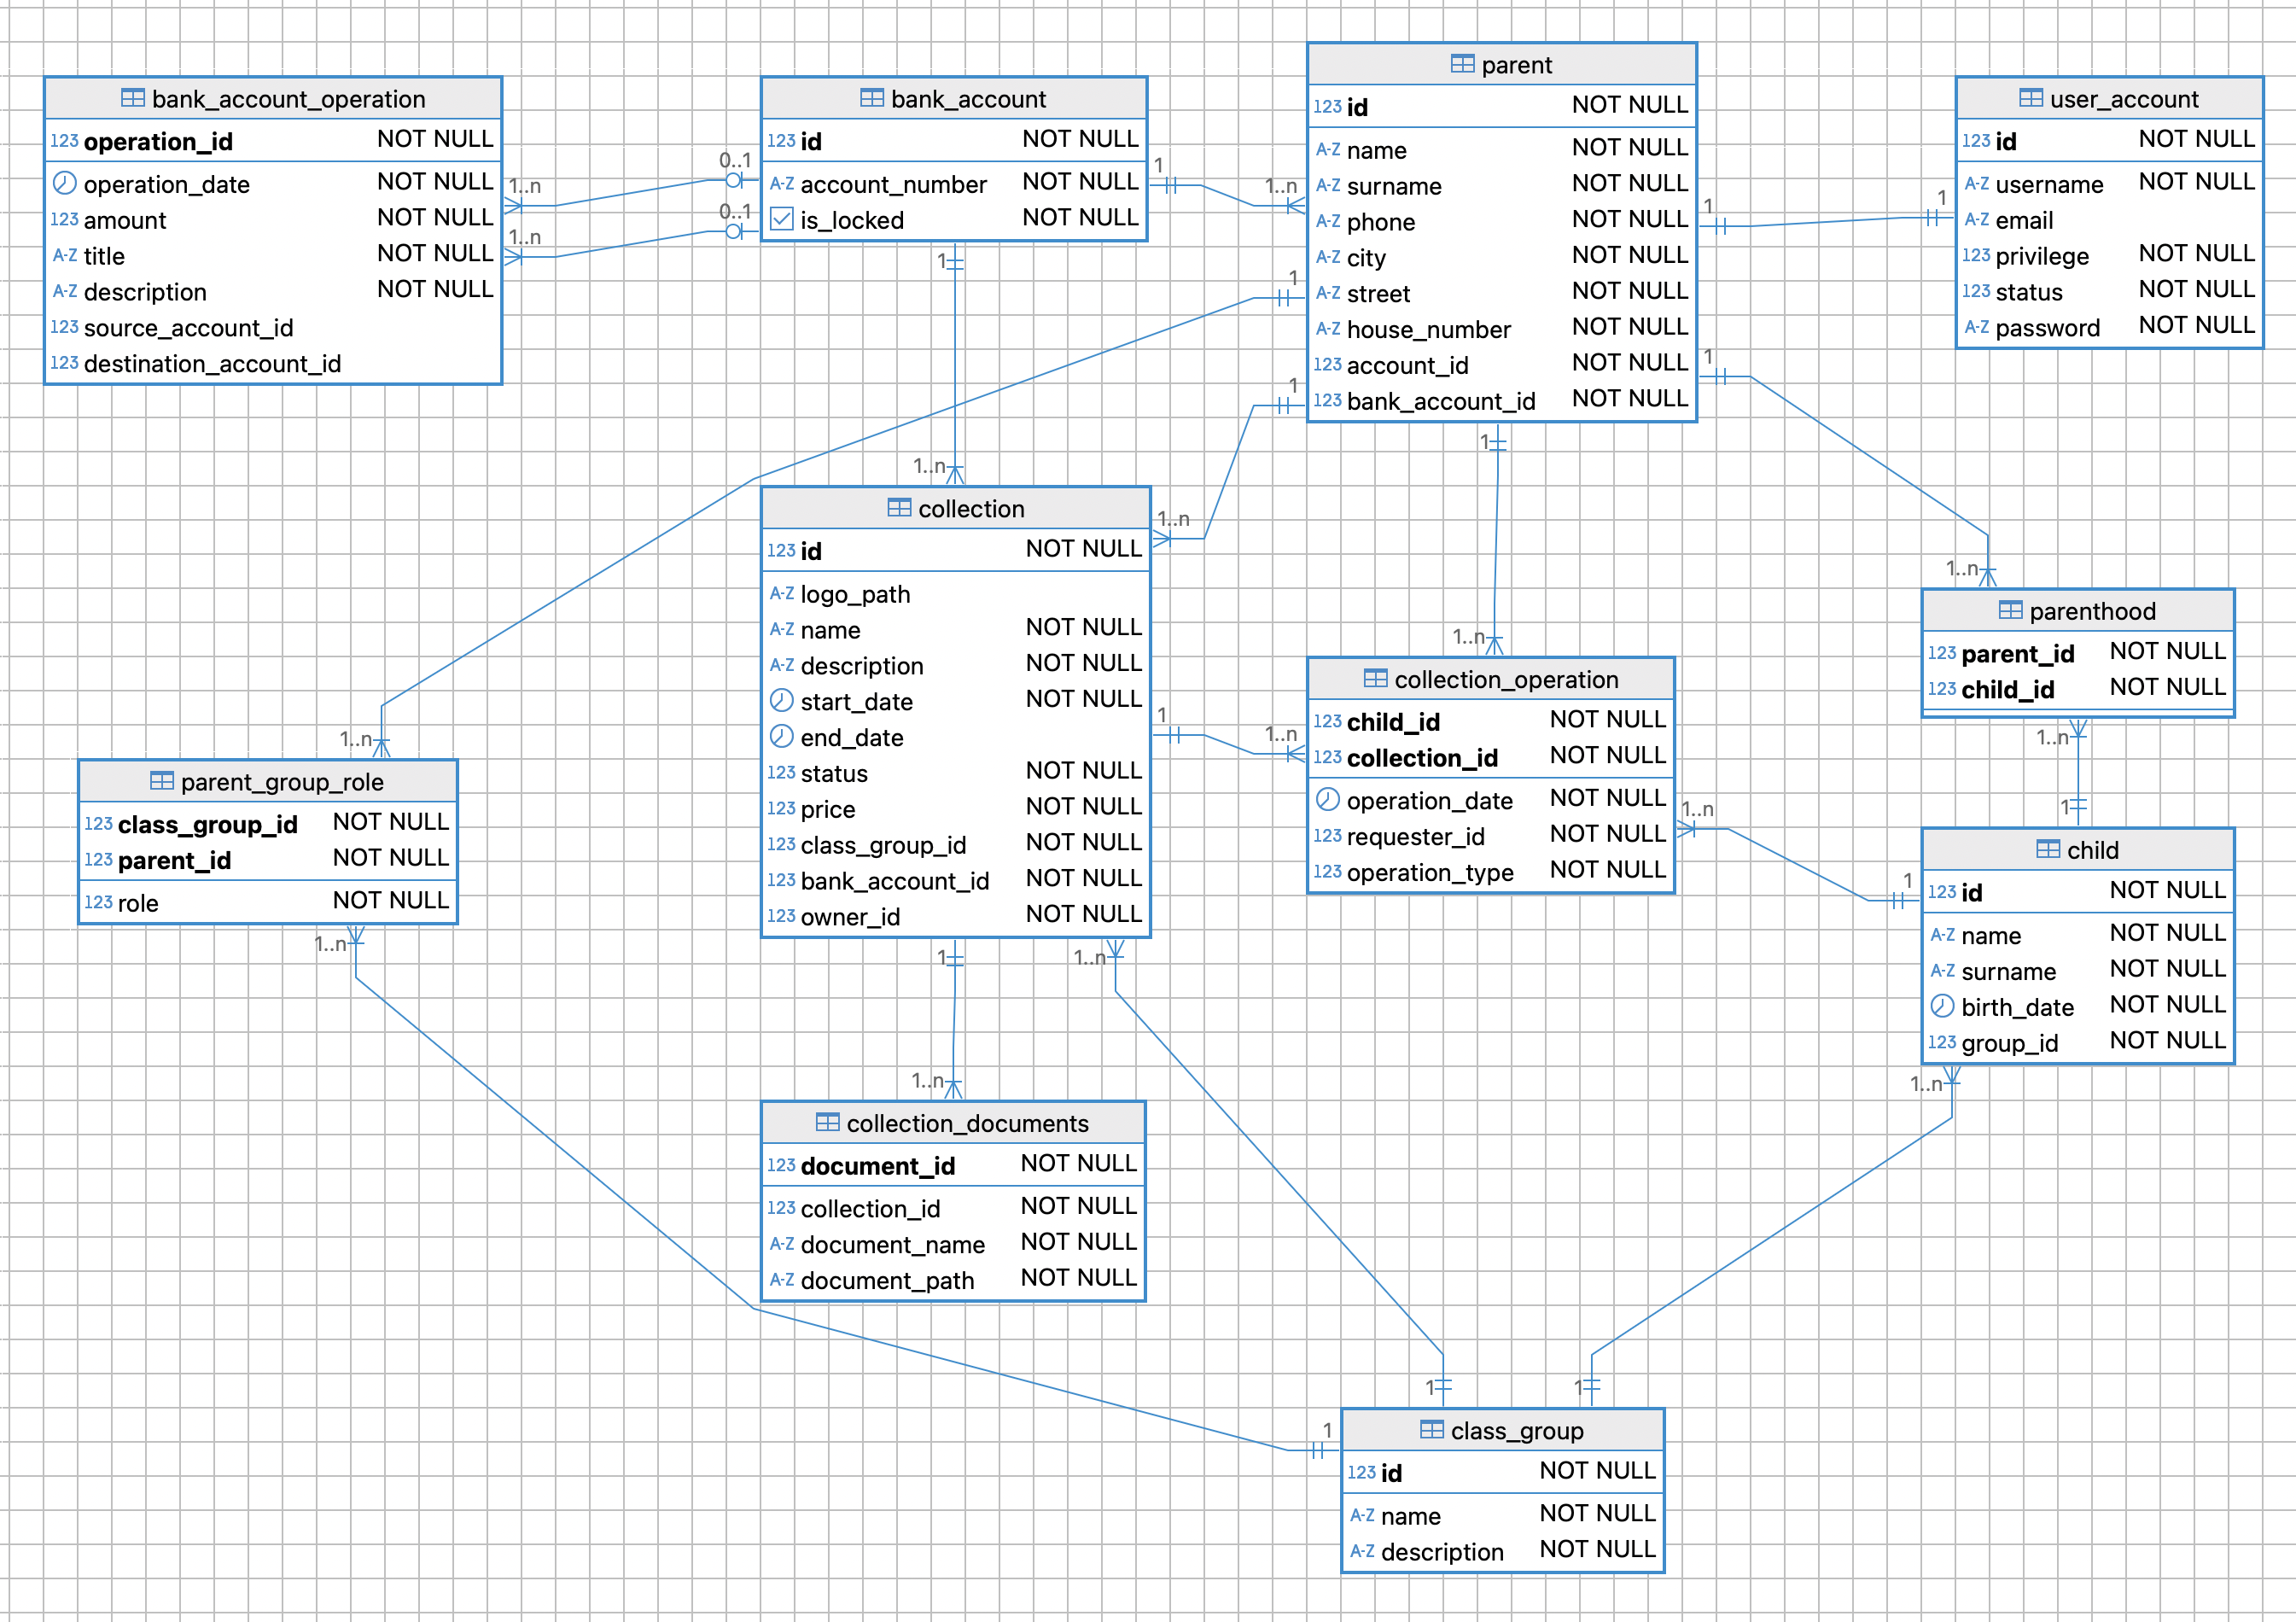 bank_account_operation
123 operation_id NOT NULL
operation_date NOT NULL
123 amount NOT NULL
A-Z title NOT NULL
A-Z description NOT NULL
123 source_account_id
123 destination_account_id
1..n
1..n
0..1
0..1
bank_account
123 id NOT NULL
A-Z account_number NOT NULL
is_locked NOT NULL
1
1..n
1
1..n
parent
123 id NOT NULL
A-Z name NOT NULL
A-Z surname NOT NULL
A-Z phone NOT NULL
A-Z city NOT NULL
A-Z street NOT NULL
A-Z house_number NOT NULL
123 account_id NOT NULL
123 bank_account_id NOT NULL
1
1
1
1
1
1
user_account
123 id NOT NULL
A-Z username NOT NULL
A-Z email
123 privilege NOT NULL
123 status NOT NULL
A-Z password NOT NULL
collection
123 id NOT NULL
A-Z logo_path
A-Z name NOT NULL
A-Z description NOT NULL
start_date NOT NULL
end_date
123 status NOT NULL
123 price NOT NULL
123 class_group_id NOT NULL
123 bank_account_id NOT NULL
123 owner_id NOT NULL
1..n
1
1..n
1..n
1..n
parenthood
123 parent_id NOT NULL
123 child_id NOT NULL
1..n
1
collection_operation
123 child_id NOT NULL
123 collection_id NOT NULL
operation_date NOT NULL
123 requester_id NOT NULL
123 operation_type NOT NULL
1..n
1
1..n
parent_group_role
123 class_group_id NOT NULL
123 parent_id NOT NULL
123 role NOT NULL
1..n
child
123 id NOT NULL
A-Z name NOT NULL
A-Z surname NOT NULL
birth_date NOT NULL
123 group_id NOT NULL
1..n
1
1..n
1..n
collection_documents
123 document_id NOT NULL
123 collection_id NOT NULL
A-Z document_name NOT NULL
A-Z document_path NOT NULL
1
1
1
class_group
123 id NOT NULL
A-Z name NOT NULL
A-Z description NOT NULL